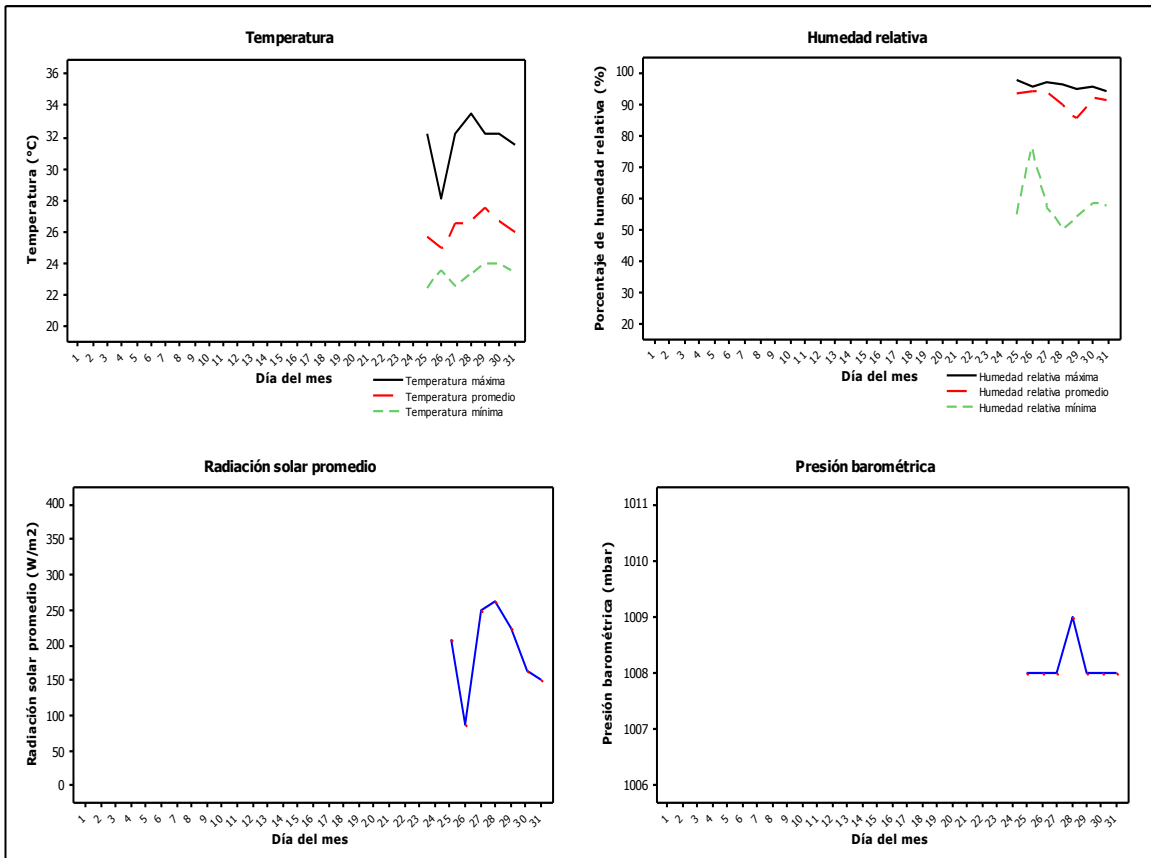 Temperatura
Temperatura (°C)
36
34
32
30
28
26
24
22
20
1 2 3 4 5 6 7 8 9 10 11 12 13 14 15 16 17 18 19 20 21 22 23 24 25 26 27 28 29 30 31
Día del mes
Temperatura máxima
Temperatura promedio
Temperatura mínima
Humedad relativa
Porcentaje de humedad relativa (%)
100
90
80
70
60
50
40
30
20
1 2 3 4 5 6 7 8 9 10 11 12 13 14 15 16 17 18 19 20 21 22 23 24 25 26 27 28 29 30 31
Día del mes
Humedad relativa máxima
Humedad relativa promedio
Humedad relativa mínima
Radiación solar promedio
Radiación solar promedio (W/m2)
400
350
300
250
200
150
100
50
0
1 2 3 4 5 6 7 8 9 10 11 12 13 14 15 16 17 18 19 20 21 22 23 24 25 26 27 28 29 30 31
Día del mes
Presión barométrica
Presión barométrica (mbar)
1011
1010
1009
1008
1007
1006
1 2 3 4 5 6 7 8 9 10 11 12 13 14 15 16 17 18 19 20 21 22 23 24 25 26 27 28 29 30 31
Día del mes